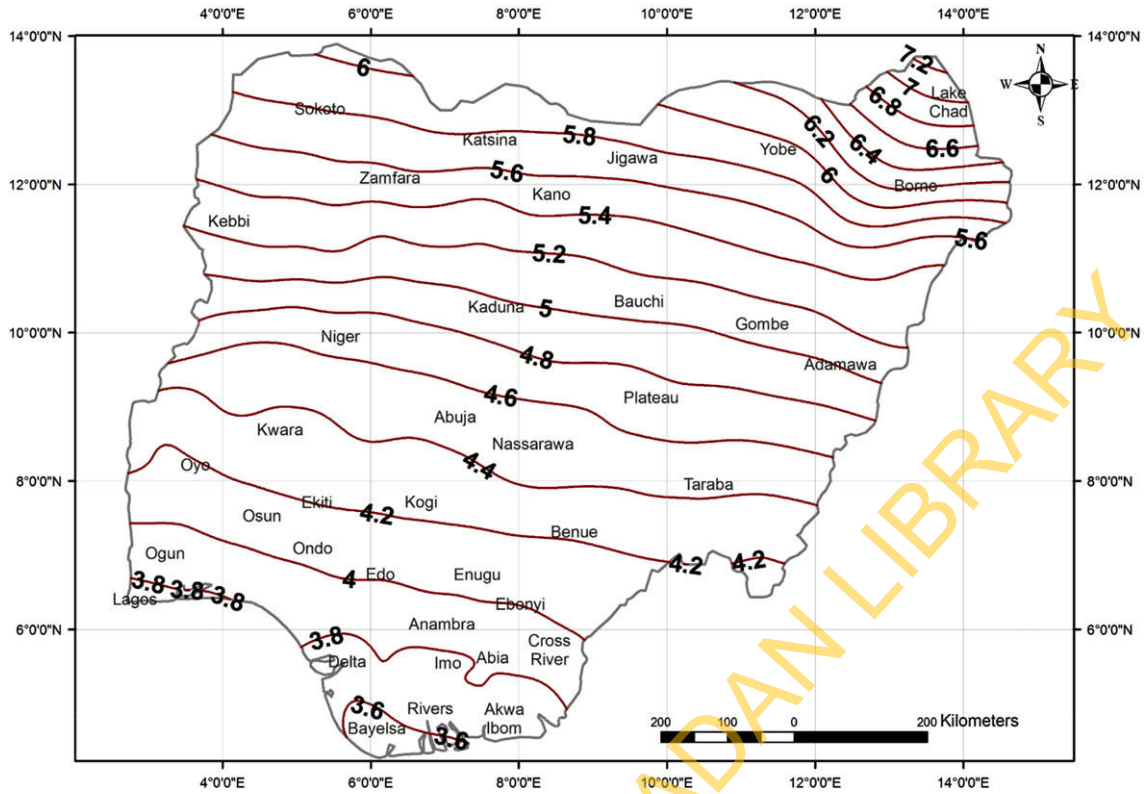 4°0'0"E 6°0'0"E 8°0'0"E 10°0'0"E 12°0'0"E 14°0'0"E
14°0'0"N 14°0'0"N
N
W E
S
7.2
6
7
Lake
Chad
6.8
Sokoto
6.2
5.8
Katsina
Yobe
6.4
6.6
Jigawa
Zamfara
5.6
6
12°0'0"N 12°0'0"N
Borno
Kano
5.4
Kebbi
5.6
5.2
Bauchi
Kaduna
5
Gombe
10°0'0"N 10°0'0"N
Niger
4.8
Adamawa
4.6
Plateau
Abuja
Kwara
Nassarawa
4.4
Oyo
8°0'0"N 8°0'0"N
Taraba
Ekiti
Kogi
4.2
Osun
Benue
Ondo
Ogun
4.2
4.2
Edo
Enugu
4
3.8
3.8
3.8
Lagos
Ebonyi
6°0'0"N 6°0'0"N
Anambra
3.8
Cross
River
Delta
Imo
Abia
3.6
Rivers
Akwa
Ibom
Bayelsa
3.6
200 100 0 200 Kilometers
4°0'0"E 6°0'0"E 8°0'0"E 10°0'0"E 12°0'0"E 14°0'0"E
ADAN LIBRARY